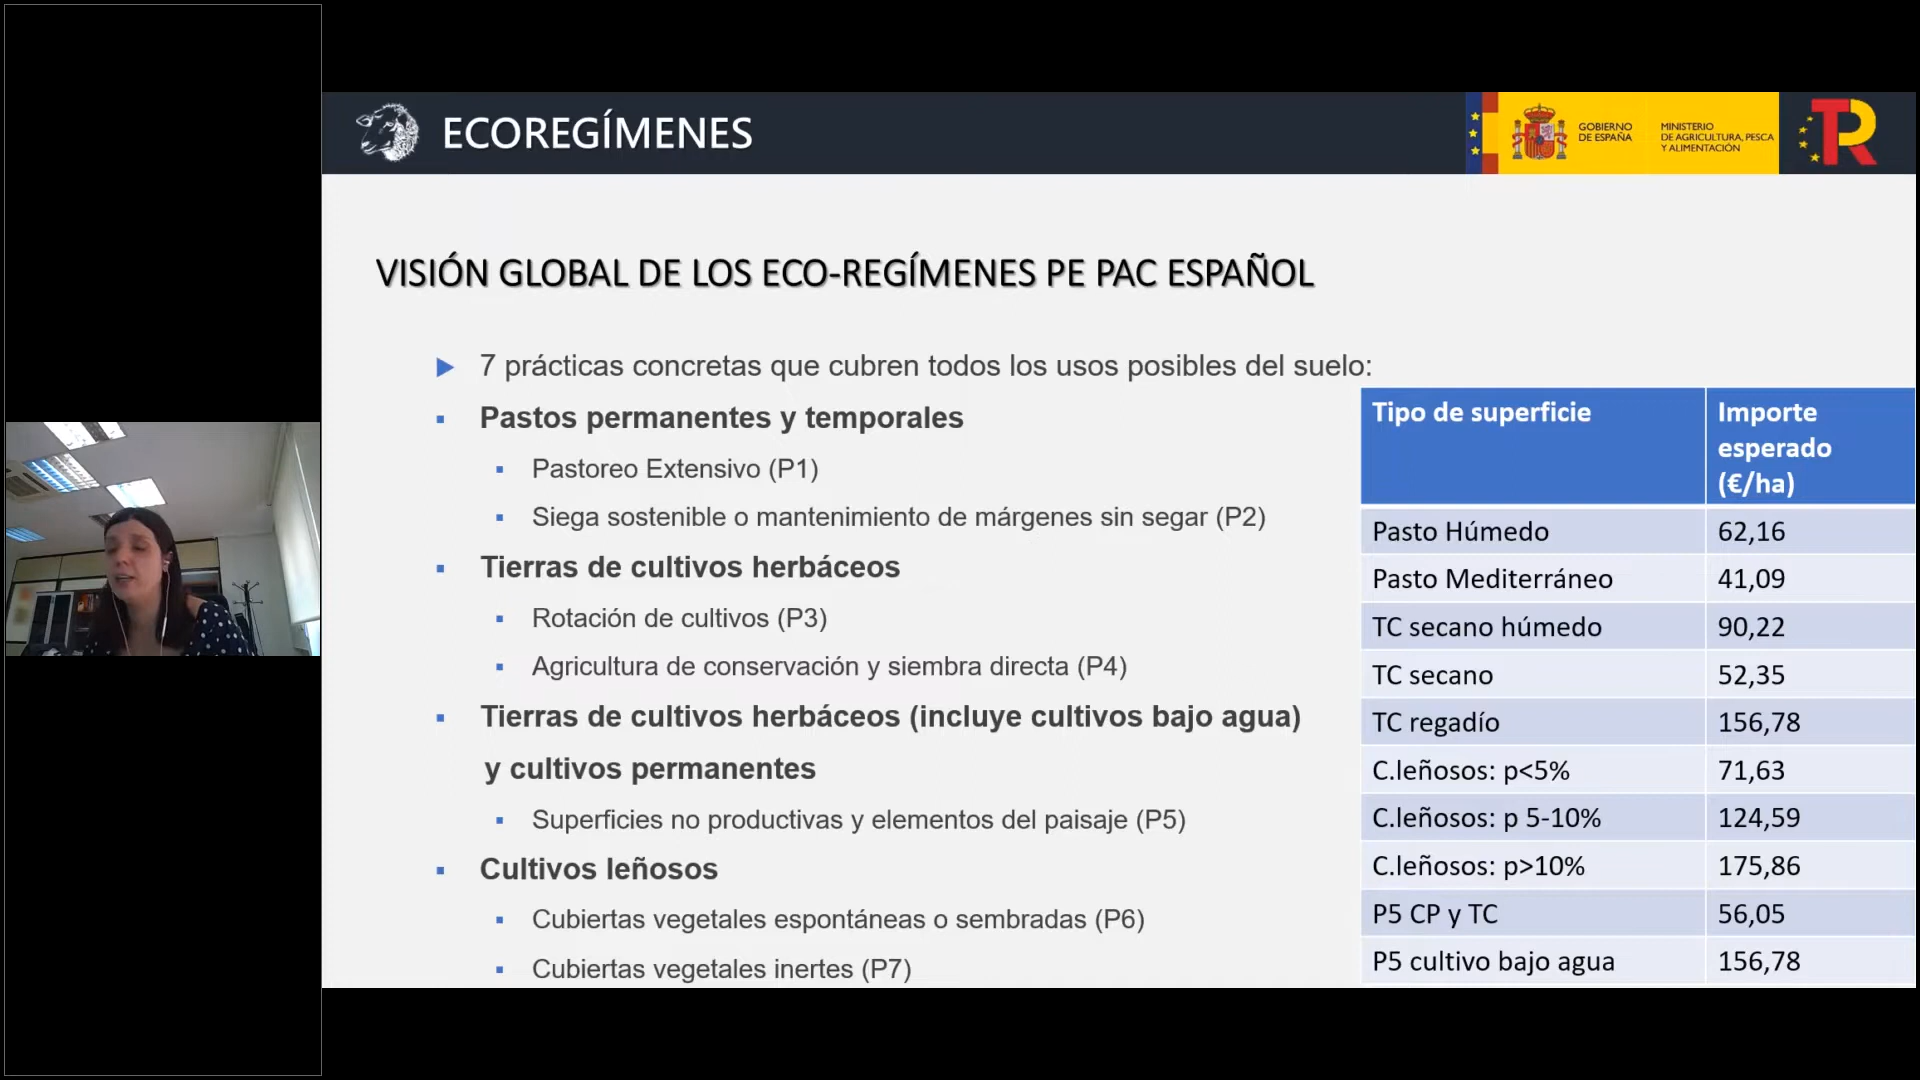 ECOREGÍMENES
GOBIERNO
DE ESPAÑA
MINISTERIO
DE AGRICULTURA, PESCA
Y ALIMENTACIÓN
TR
VISIÓN GLOBAL DE LOS ECO-REGÍMENES PE PAC ESPAÑOL
7 prácticas concretas que cubren todos los usos posibles del suelo:
Pastos permanentes y temporales
Pastoreo Extensivo (P1)
Siega sostenible o mantenimiento de márgenes sin segar (P2)
Tierras de cultivos herbáceos
Rotación de cultivos (P3)
Agricultura de conservación y siembra directa (P4)
Tierras de cultivos herbáceos (incluye cultivos bajo agua)
y cultivos permanentes
Superficies no productivas y elementos del paisaje (P5)
Cultivos leñosos
Cubiertas vegetales espontáneas o sembradas (P6)
Cubiertas vegetales inertes (P7)
Tipo de superficie
Importe
esperado
(€/ha)
Pasto Húmedo 62,16
Pasto Mediterráneo 41,09
TC secano húmedo 90,22
TC secano 52,35
TC regadío 156,78
C.leñosos: p<5% 71,63
C.leñosos: p 5-10% 124,59
C.leñosos: p>10% 175,86
P5 CP y TC 56,05
P5 cultivo bajo agua 156,78